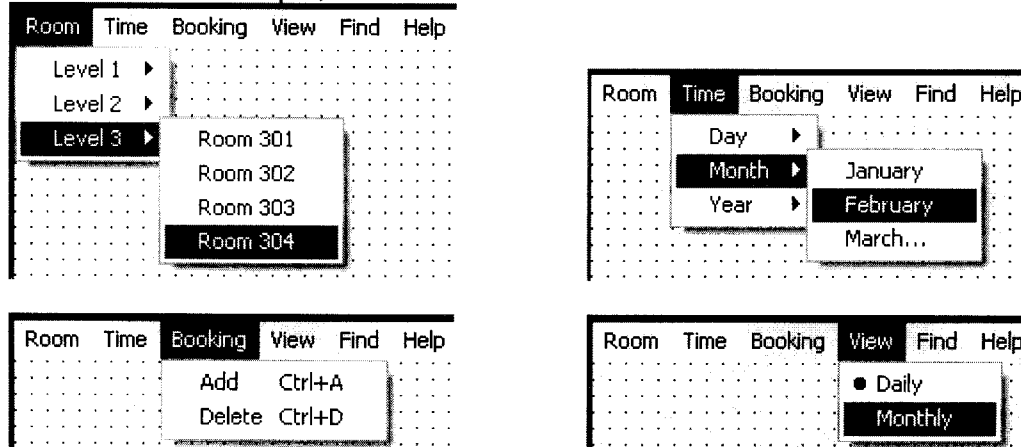 Room Time Booking View Find Help
Level 1
Level 2
Level 3
Room 301
Room 302
Room 303
Room 304
Room Time Booking View Find Help
Day
Month
Year
January
February
March...
Room Time Booking View Find Help
Add Ctrl+A
Delete Ctrl+D
Room Time Booking View Find Help
Daily
Monthly